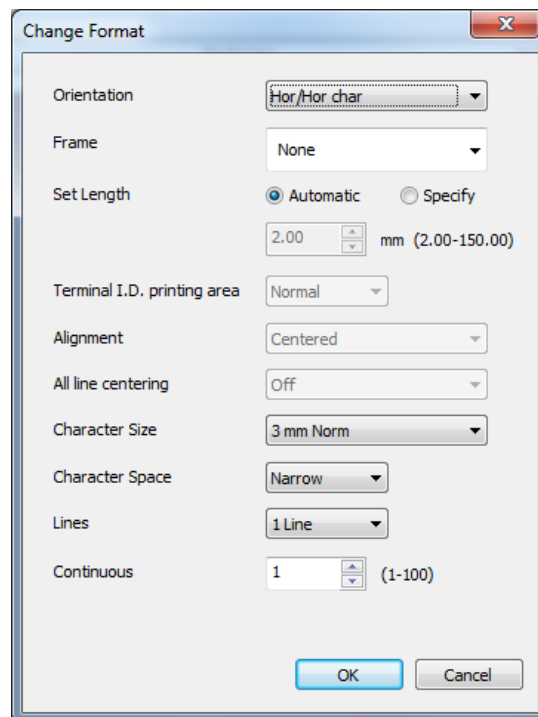 Change Format
Orientation Hor/Hor char
Frame None
Set Length Automatic Specify
2.00 mm (2.00-150.00)
Terminal I.D. printing area Normal
Alignment Centered
All line centering Off
Character Size 3 mm Norm
Character Space Narrow
Lines 1 Line
Continuous 1 (1-100)
OK Cancel